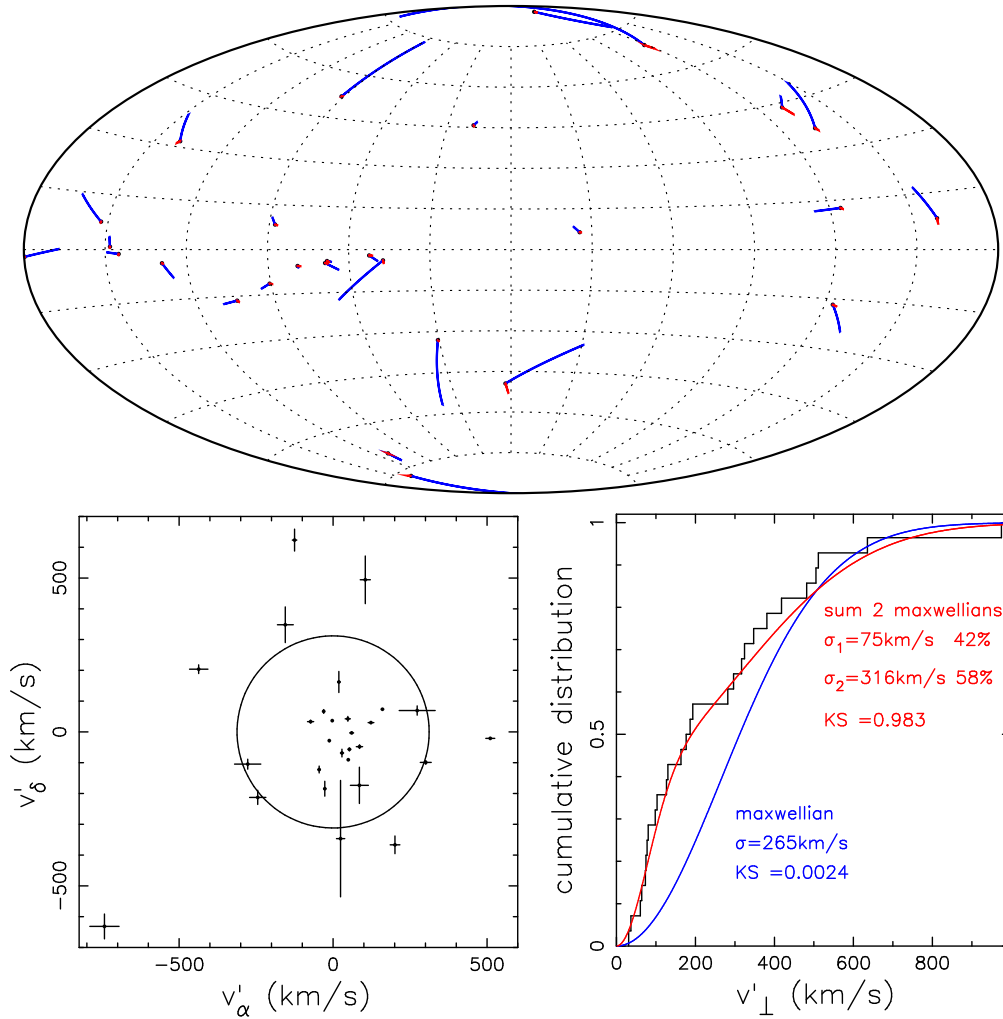 500
0
−500
v'δ (km/s)
−500 0 500
v'α (km/s)
1
0.5
0
cumulative distribution
sum 2 maxwellians
σ1=75km/s 42%
σ2=316km/s 58%
KS =0.983
maxwellian
σ=265km/s
KS =0.0024
0 200 400 600 800
v'⊥ (km/s)